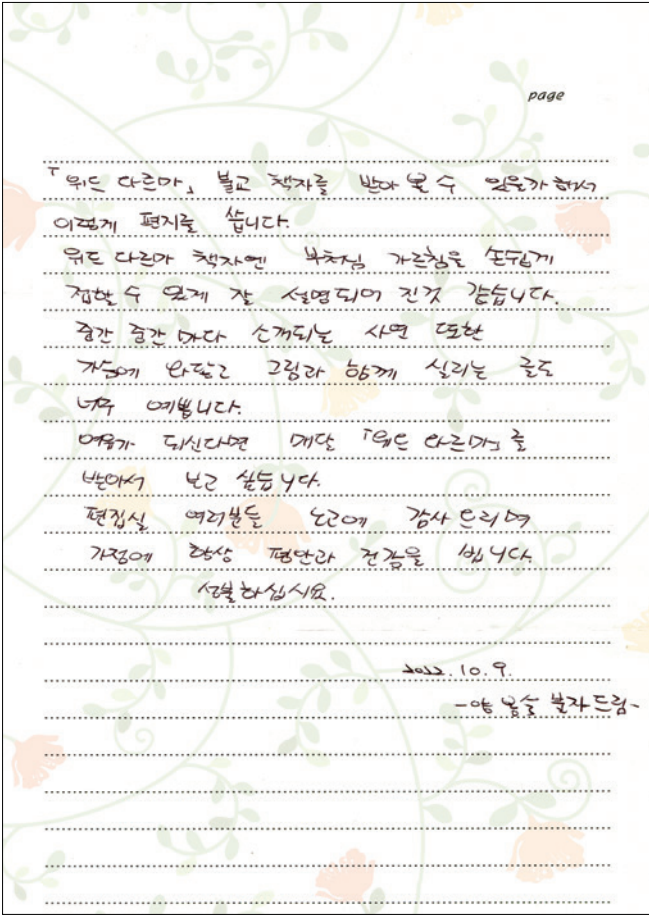 page
「위드 다르마」 불교 책자를 받아 볼 수 있을가 해서
이렇게 편지를 씁니다.
위드 다르마 책자엔 부처님 가르침을 손쉽게
접할 수 있게 잘 설명되어 진것 같습니다.
중간 중간 마다 소개되는 사연 또한
가슴에 와닿고 그림과 함께 실리는 글도
너무 예쁩니다.
여유가 되신다면 매달 「위드 다르마」를
받아서 보고 싶습니다.
편집실 여러분들 노고에 감사 드리며
가정에 항상 평안과 건강을 빕니다.
성불하십시요.
2022. 10. 9.
- 불자 드림-